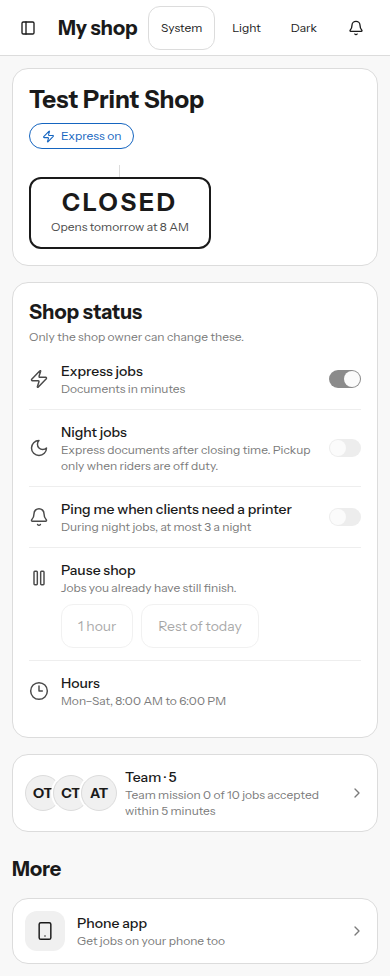 My shop
System
Light
Dark
Test Print Shop
Express on
CLOSED
Opens tomorrow at 8 AM
Shop status
Only the shop owner can change these.
Express jobs
Documents in minutes
Night jobs
Express documents after closing time. Pickup
only when riders are off duty.
Ping me when clients need a printer
During night jobs, at most 3 a night
Pause shop
Jobs you already have still finish.
1 hour
Rest of today
Hours
Mon–Sat, 8:00 AM to 6:00 PM
OT
CT
AT
Team · 5
Team mission 0 of 10 jobs accepted
within 5 minutes
More
Phone app
Get jobs on your phone too